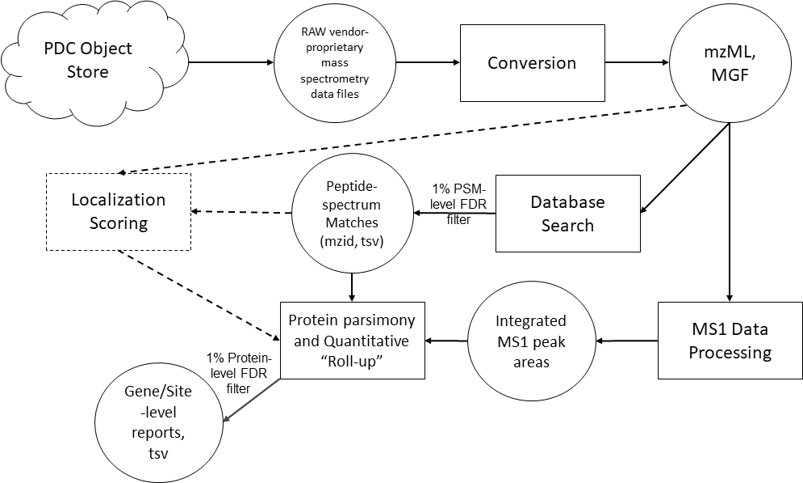 PDC Object
Store
RAW vendor-
proprietary
mass
spectrometry
data files
Conversion
mzML,
MGF
Localization
Scoring
Peptide-
spectrum
Matches
(mzid, tsv)
1% PSM-
level FDR
filter
Database
Search
Protein parsimony
and Quantitative
“Roll-up”
Integrated
MS1 peak
areas
MS1 Data
Processing
1% Protein-
level FDR
filter
Gene/Site
-level
reports,
tsv